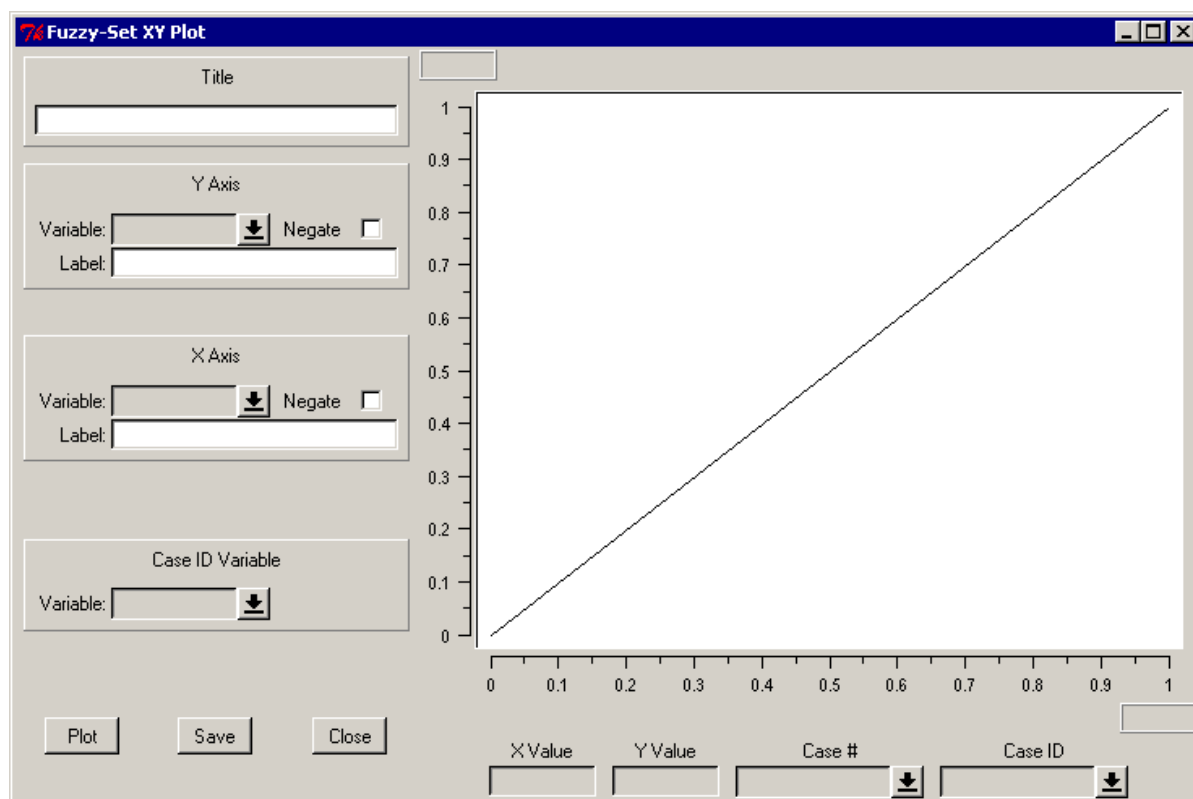 Fuzzy-Set XY Plot
Title
Y Axis
Variable: Negate
Label:
X Axis
Variable: Negate
Label:
Case ID Variable
Variable:
Plot Save Close
1
0.9
0.8
0.7
0.6
0.5
0.4
0.3
0.2
0.1
0
0 0.1 0.2 0.3 0.4 0.5 0.6 0.7 0.8 0.9 1
X Value Y Value Case # Case ID